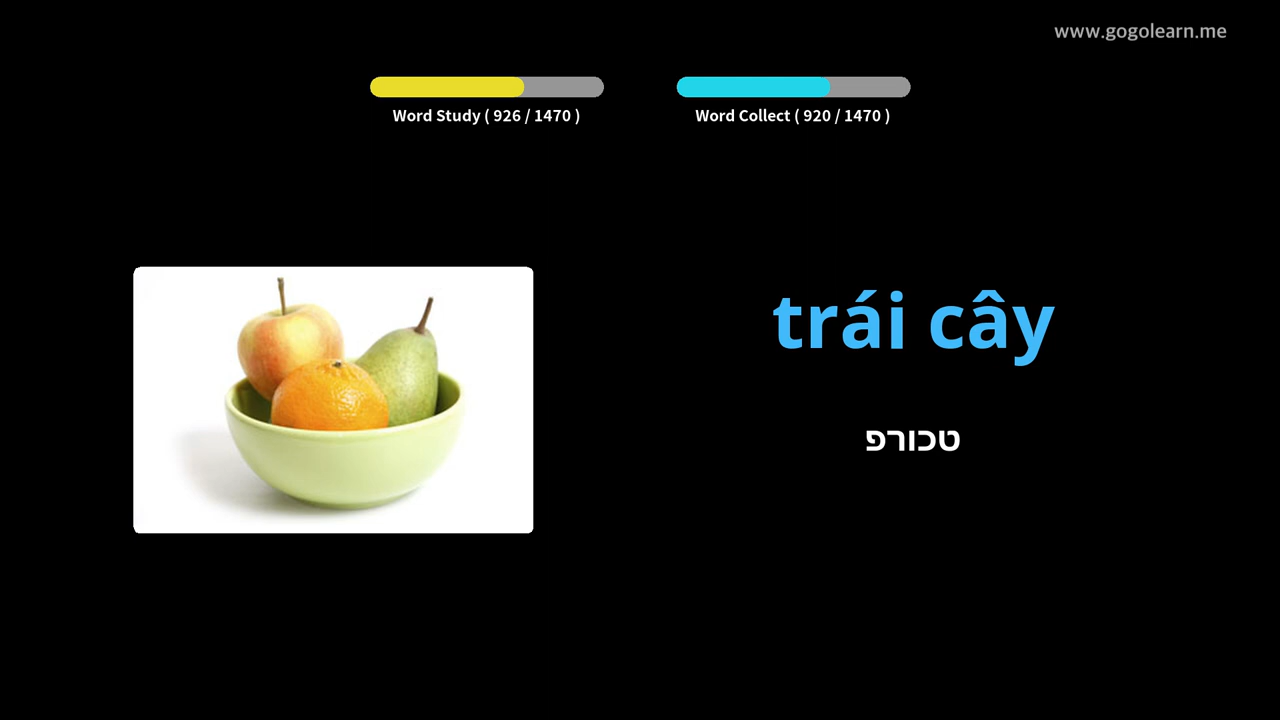 www.gogolearn.me
Word Study ( 926 / 1470 )
Word Collect ( 920 / 1470 )
trái cây
טכורפ